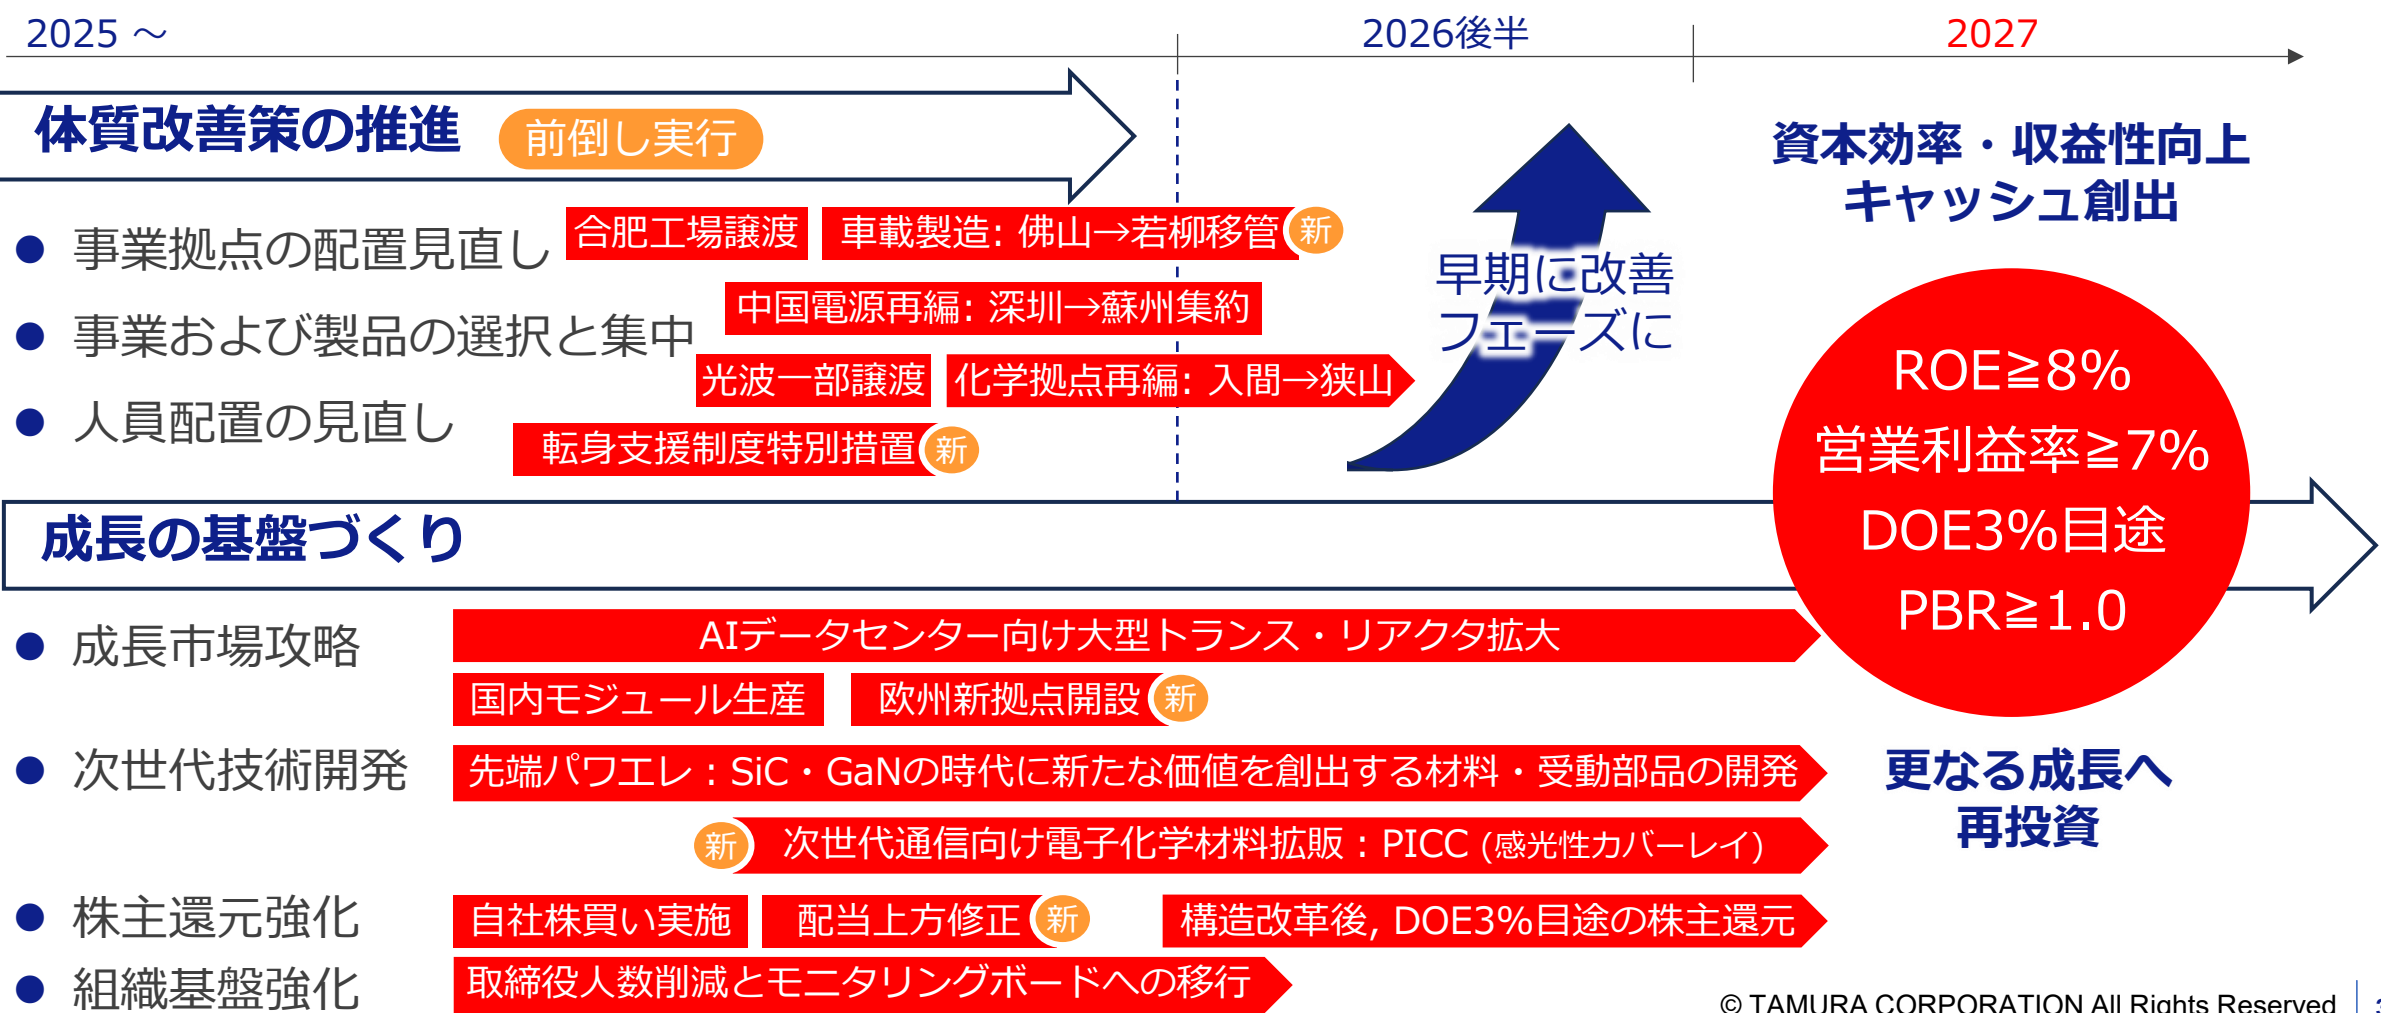 2025 ～
2026後半
2027
体質改善策の推進
前倒し実行
資本効率・収益性向上
キャッシュ創出
事業拠点の配置見直し
合肥工場譲渡
車載製造: 佛山→若柳移管
新
早期に改善
フェーズに
中国電源再編: 深圳→蘇州集約
事業および製品の選択と集中
光波一部譲渡
化学拠点再編: 入間→狭山
人員配置の見直し
転身支援制度特別措置
新
ROE≧8%
営業利益率≧7%
DOE3%目途
PBR≧1.0
成長の基盤づくり
成長市場攻略
AIデータセンター向け大型トランス・リアクタ拡大
国内モジュール生産
欧州新拠点開設
新
次世代技術開発
先端パワエレ：SiC・GaNの時代に新たな価値を創出する材料・受動部品の開発
新
次世代通信向け電子化学材料拡販：PICC (感光性カバーレイ)
更なる成長へ
再投資
株主還元強化
自社株買い実施
配当上方修正
新
構造改革後, DOE3%目途の株主還元
組織基盤強化
取締役人数削減とモニタリングボードへの移行
© TAMURA CORPORATION All Rights Reserved